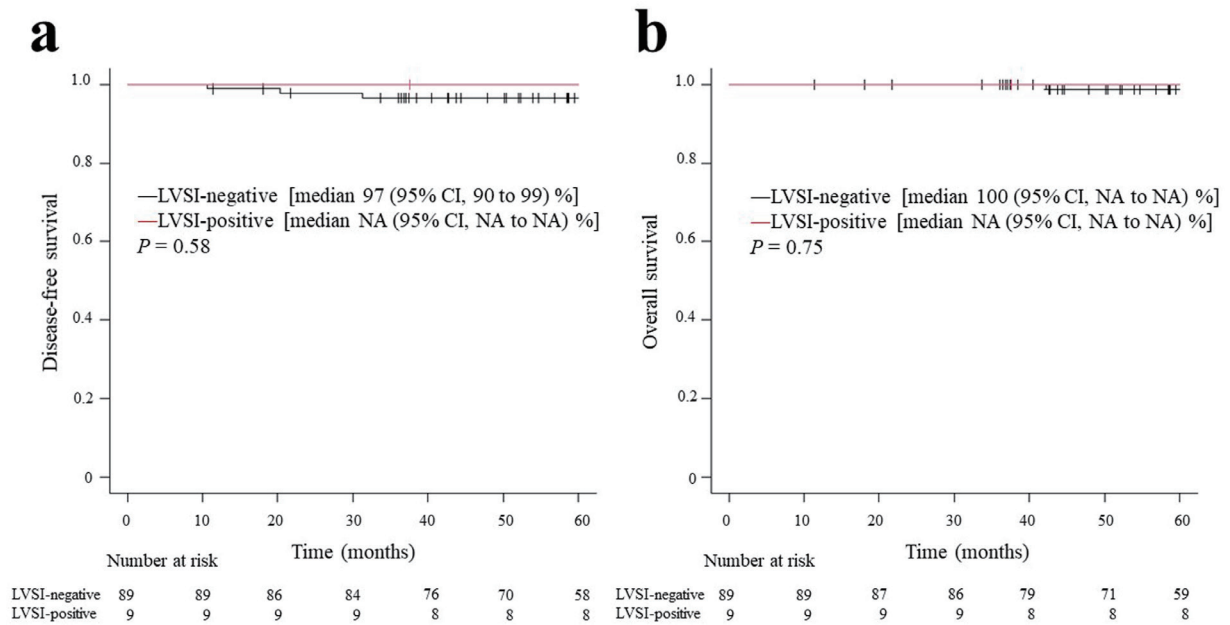 a
1.0
0.8
0.6
0.4
0.2
0
Disease-free survival
—LVSI-negative [median 97 (95% CI, 90 to 99) %]
—LVSI-positive [median NA (95% CI, NA to NA) %]
P = 0.58
0 10 20 30 40 50 60
Number at risk
Time (months)
LVSI-negative 89 89 86 84 76 70 58
LVSI-positive 9 9 9 9 8 8 8
b
1.0
0.8
0.6
0.4
0.2
0
Overall survival
—LVSI-negative [median 100 (95% CI, NA to NA) %]
—LVSI-positive [median NA (95% CI, NA to NA) %]
P = 0.75
0 10 20 30 40 50 60
Number at risk
Time (months)
LVSI-negative 89 89 87 86 79 71 59
LVSI-positive 9 9 9 9 8 8 8